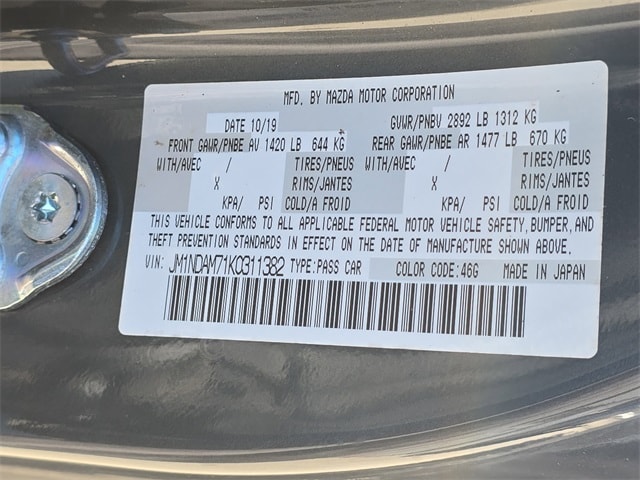 MFD. BY MAZDA MOTOR CORPORATION
DATE 10/19 GVWR/PNBV 2892 LB 1312 KG
FRONT GAWR/PNBE AV 1420 LB 644 KG REAR GAWR/PNBE AR 1477 LB 670 KG
WITH/AVEC / TIRES/PNEUS WITH/AVEC / TIRES/PNEUS
X RIMS/JANTES X RIMS/JANTES
KPA/ PSI COLD/A FROID KPA/ PSI COLD/A FROID
THIS VEHICLE CONFORMS TO ALL APPLICABLE FEDERAL MOTOR VEHICLE SAFETY, BUMPER, AND
THEFT PREVENTION STANDARDS IN EFFECT ON THE DATE OF MANUFACTURE SHOWN ABOVE.
VIN: JM1NDAM71KC311382 TYPE: PASS CAR COLOR CODE: 46G MADE IN JAPAN